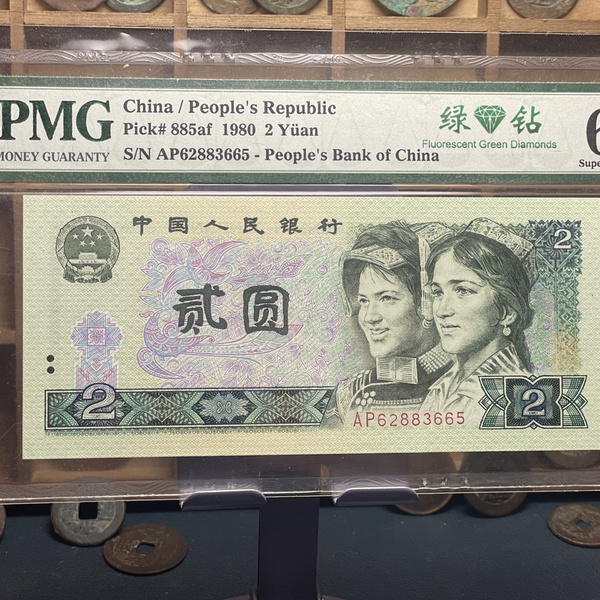 PMG
MONEY GUARANTY
China / People's Republic
Pick# 885af 1980 2 Yüan
S/N AP62883665 - People's Bank of China
绿 钻
Fluorescent Green Diamonds
6
中国人民银行
2
贰圆
2
AP62883665
2